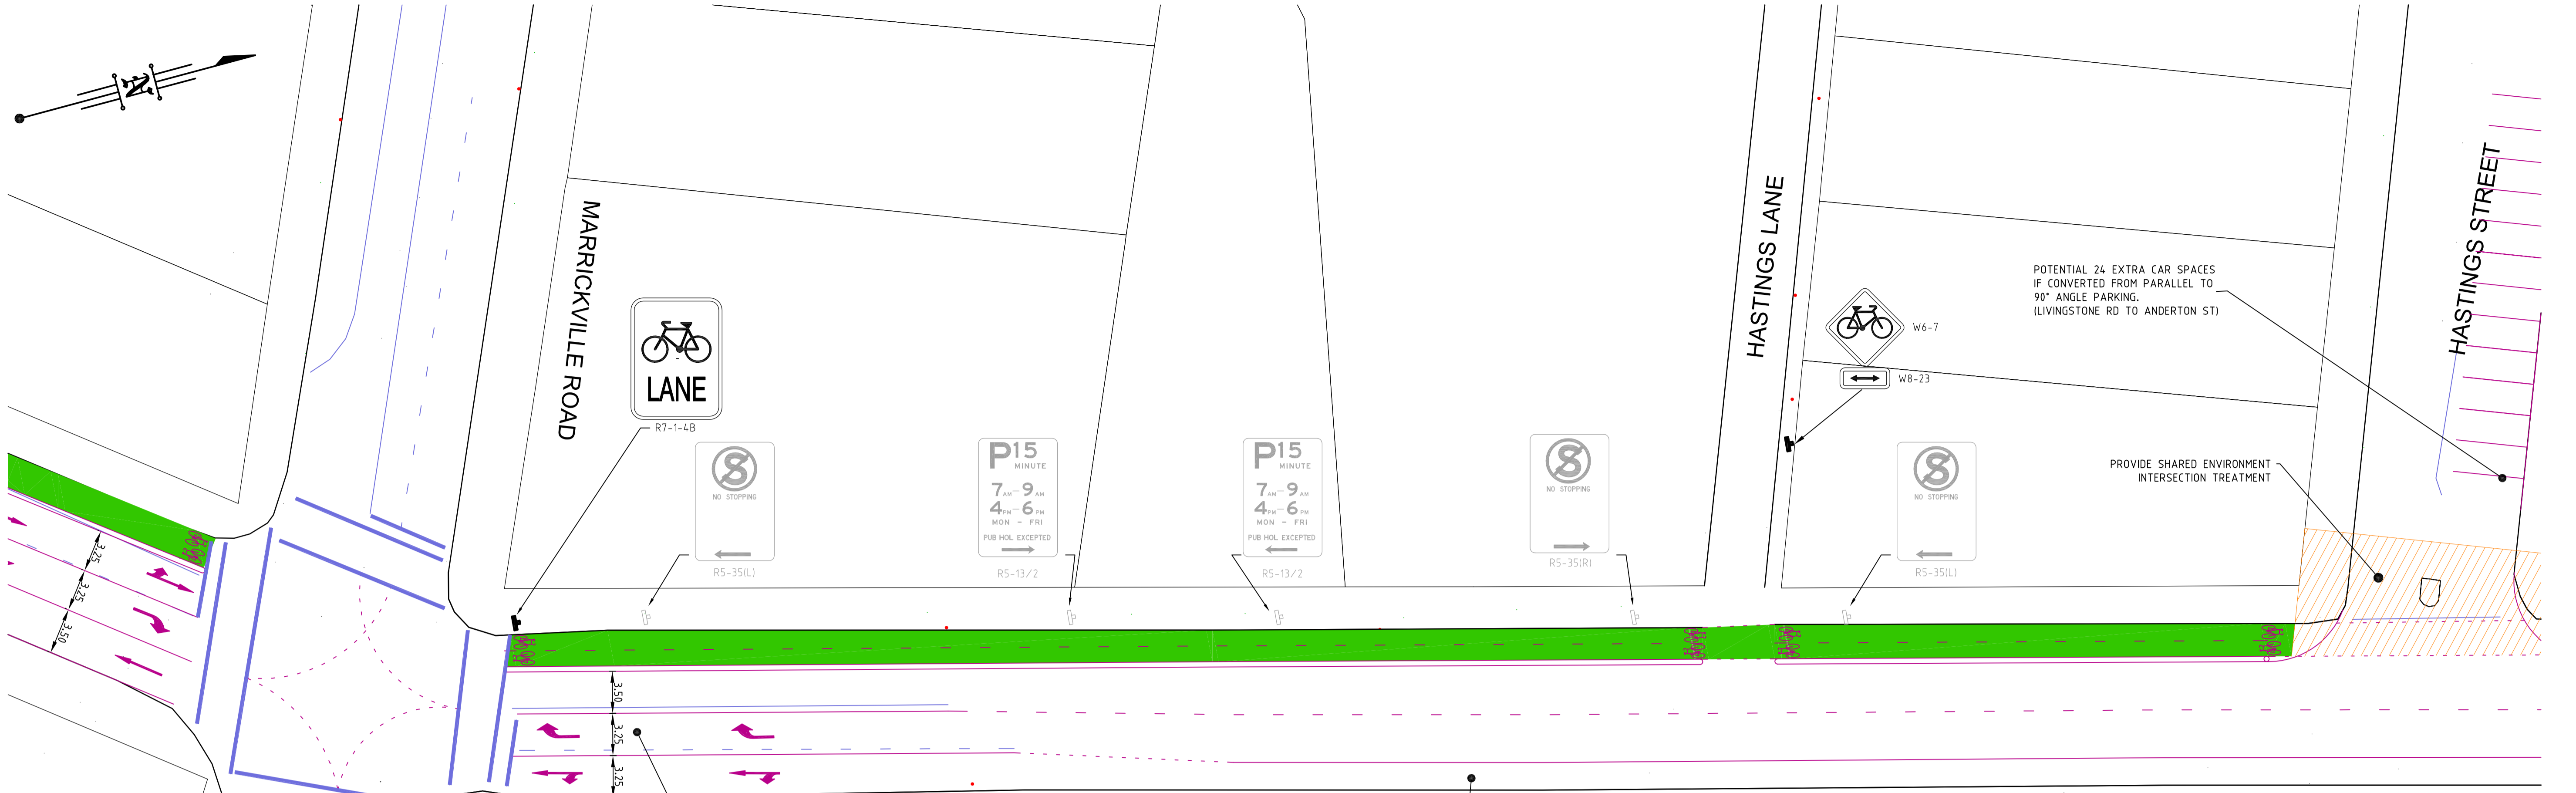 N
MARRICKVILLE ROAD
HASTINGS LANE
HASTINGS STREET
LANE
R7-1-4B
NO STOPPING
R5-35(L)
P15
MINUTE
7AM-9AM
4PM-6PM
MON - FRI
PUB HOL EXCEPTED
R5-13/2
P15
MINUTE
7AM-9AM
4PM-6PM
MON - FRI
PUB HOL EXCEPTED
R5-13/2
NO STOPPING
R5-35(R)
W6-7
W8-23
NO STOPPING
R5-35(L)
POTENTIAL 24 EXTRA CAR SPACES
IF CONVERTED FROM PARALLEL TO
90° ANGLE PARKING.
(LIVINGSTONE RD TO ANDERTON ST)
PROVIDE SHARED ENVIRONMENT
INTERSECTION TREATMENT
3.25
3.25
3.50
3.50
3.25
3.25